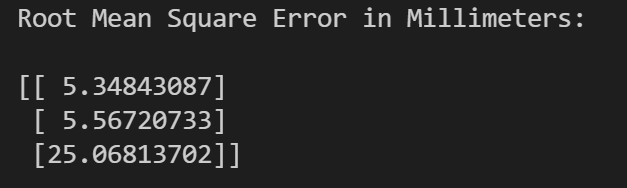 Root Mean Square Error in Millimeters:
[[ 5.34843087]
[ 5.56720733]
[25.06813702]]